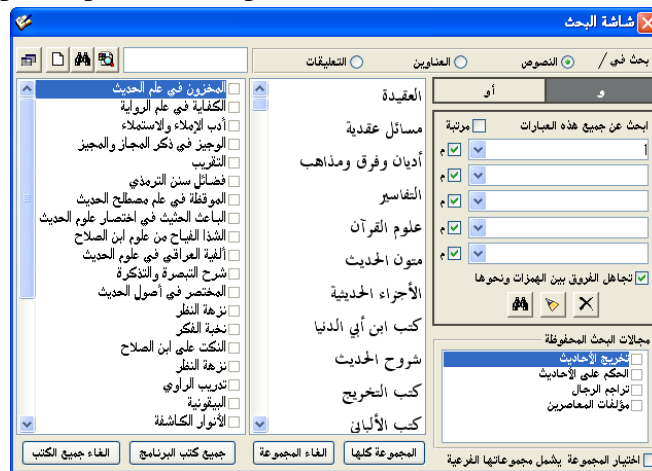 شاشة البحث
بحث في /
النصوص
العناوين
التعليقات
و
أو
ابحث عن جميع هذه العبارات
مرتبة
1
م
م
م
م
م
تجاهل الفروق بين الهمزات ونحوها
مجالات البحث المحفوظة
تخريج الأحاديث
الحكم على الأحاديث
تراجم الرجال
مؤلفات المعاصرين
اختيار المجموعة يشمل مجموعاتها الفرعية
العقيدة
مسائل عقدية
أديان وفرق ومذاهب
التفاسير
علوم القرآن
متون الحديث
الأجزاء الحديثية
كتب ابن أبي الدنيا
شروح الحديث
كتب التخريج
كتب الألباني
المجموعة كلها
الغاء المجموعة
المخزون في علم الحديث
الكفاية في علم الرواية
أدب الإملاء والاستملاء
الوجيز في ذكر المجاز والمجيز
التقريب
فضائل سنن الترمذي
الموقظة في علم مصطلح الحديث
الباعث الحثيث في اختصار علوم الحديث
الشذا الفياح من علوم ابن الصلاح
ألفية العراقي في علوم الحديث
شرح التبصرة والتذكرة
المختصر في أصول الحديث
نزهة النظر
نخبة الفكر
النكت على ابن الصلاح
نزهة النظر
تدريب الراوي
البيقونية
الأنوار الكاشفة
جميع كتب البرنامج
الغاء جميع الكتب